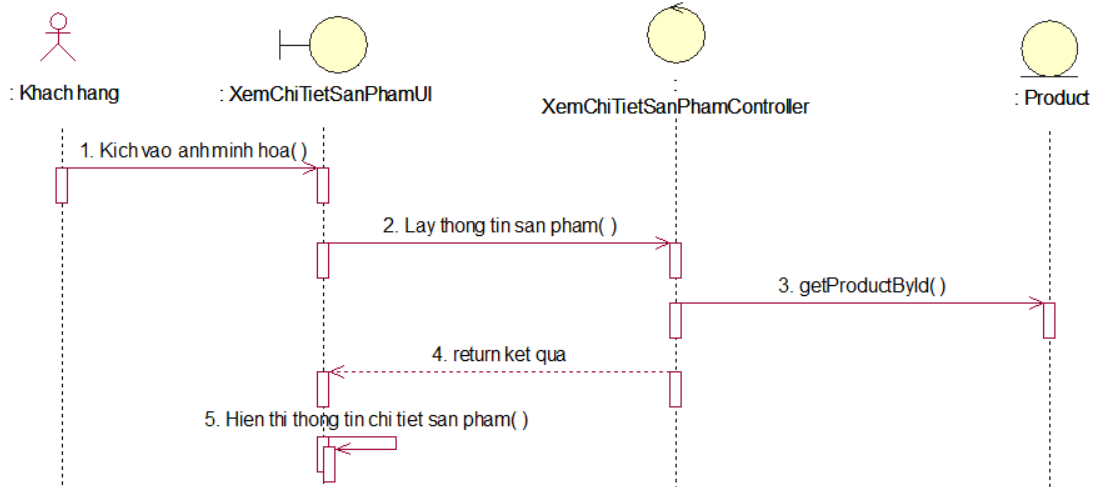 : Khach hang
: XemChiTietSanPhamUI
:
XemChiTietSanPhamController
: Product
1. Kich vao anh minh hoa( )
2. Lay thong tin san pham( )
3. getProductById( )
4. return ket qua
5. Hien thi thong tin chi tiet san pham( )